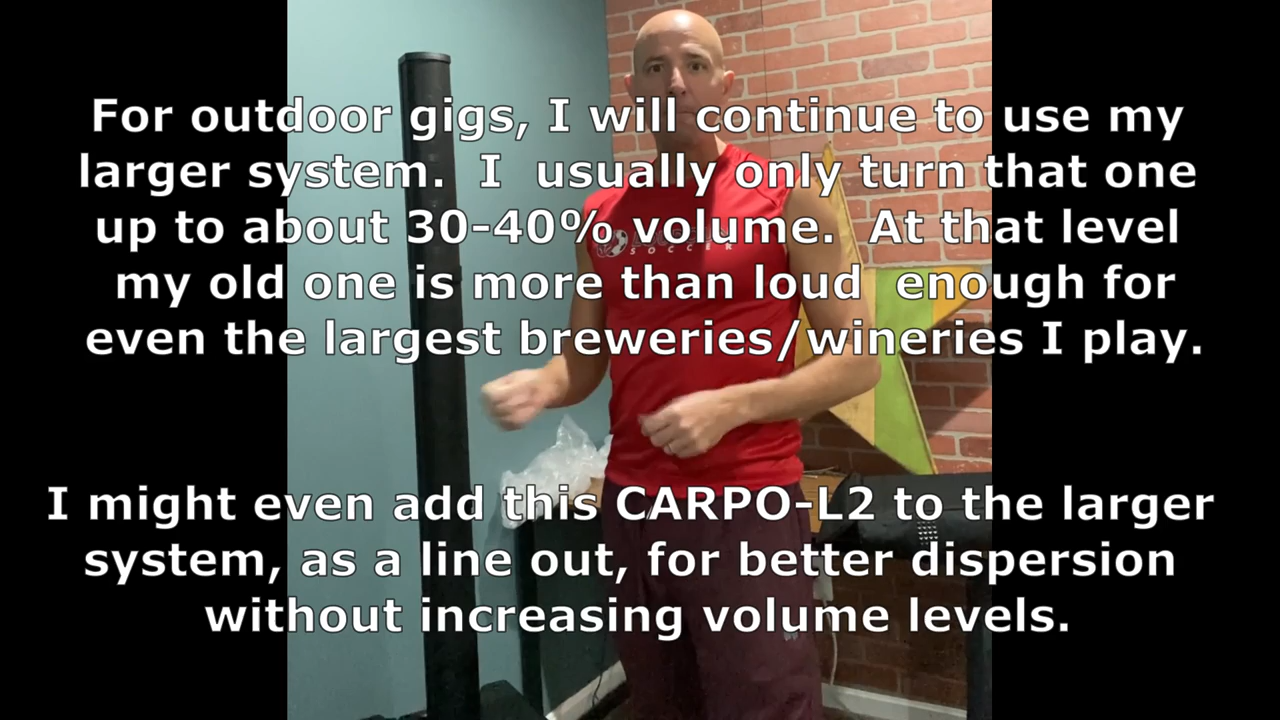 For outdoor gigs, I will continue to use my
larger system. I usually only turn that one
up to about 30-40% volume. At that level
my old one is more than loud enough for
even the largest breweries/wineries I play.
SOCCER
I might even add this CARPO-L2 to the larger
system, as a line out, for better dispersion
without increasing volume levels.